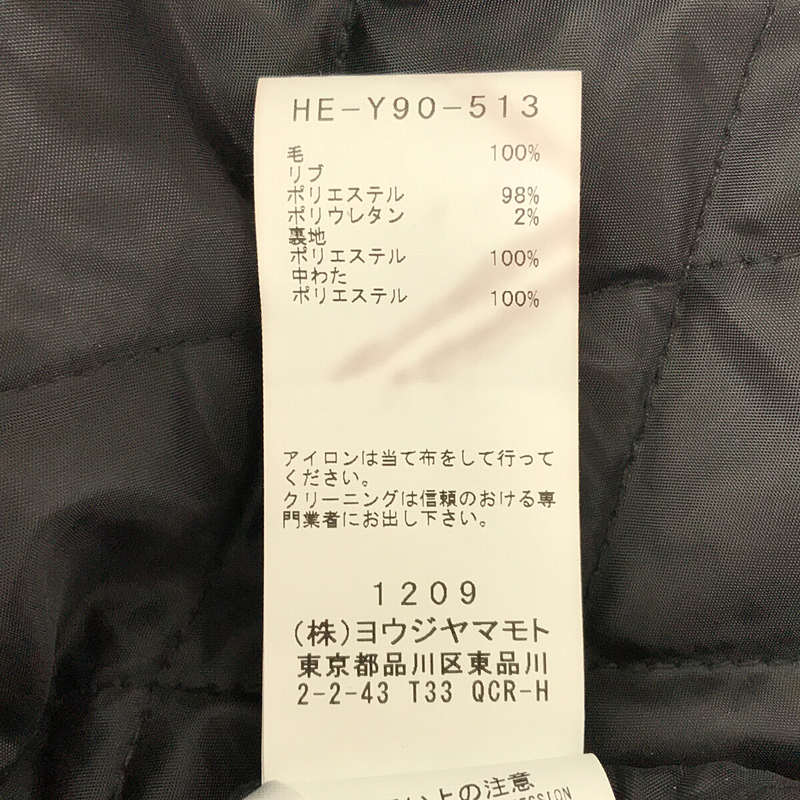 HE-Y90-513
毛 100%
リブ
ポリエステル 98%
ポリウレタン 2%
裏地
ポリエステル 100%
中わた
ポリエステル 100%
アイロンは当て布をして行って
ください。
クリーニングは信頼のおける専
門業者にお出し下さい。
1209
(株)ヨウジヤマモト
東京都品川区東品川
2-2-43 T33 QCR-H
上の注意